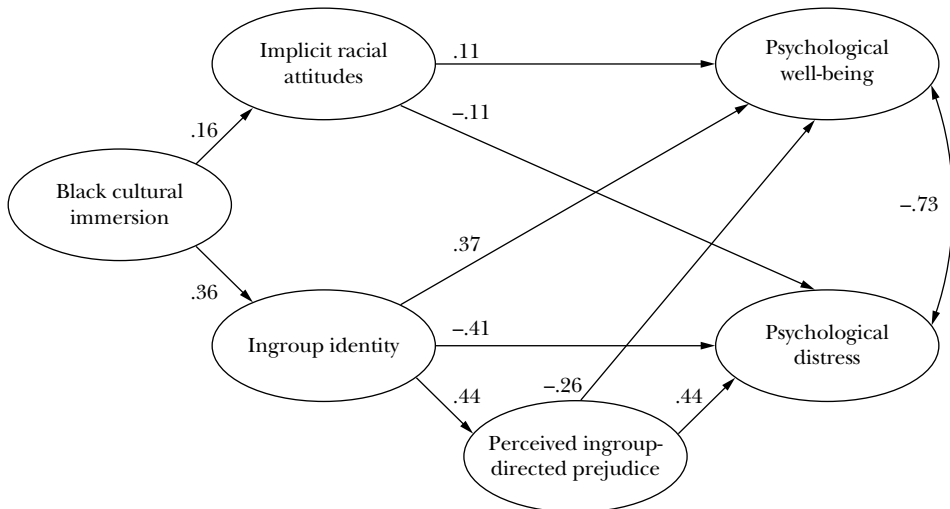 Implicit racial
attitudes
Psychological
well-being
.11
–.11
.16
Black cultural
immersion
–.73
.36
.37
Ingroup identity
–.41
Psychological
distress
.44
–.26
.44
Perceived ingroup-
directed prejudice